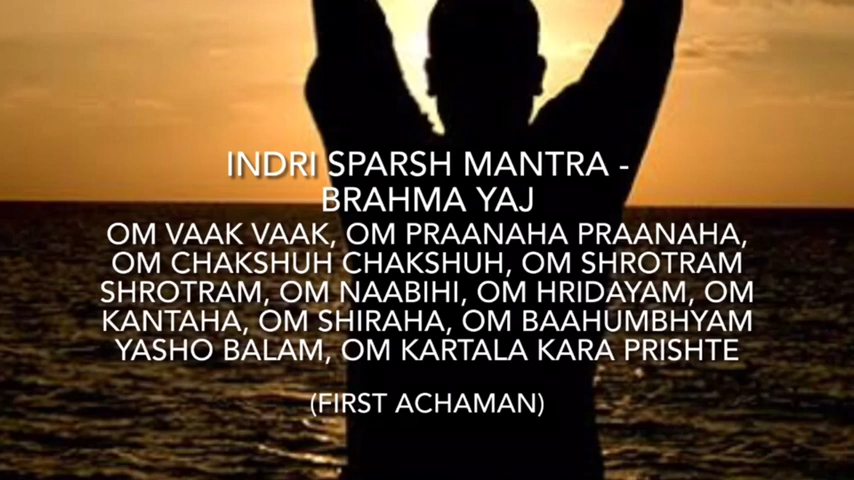 INDRI SPARSH MANTRA -
BRAHMA YAJ
OM VAAK VAAK, OM PRAANAHA PRAANAHA,
OM CHAKSHUH CHAKSHUH, OM SHROTRAM
SHROTRAM, OM NAABIHI, OM HRIDAYAM, OM
KANTAHA, OM SHIRAHA, OM BAAHUMBHYAM
YASHO BALAM, OM KARTALA KARA PRISHTE
(FIRST ACHAMAN)